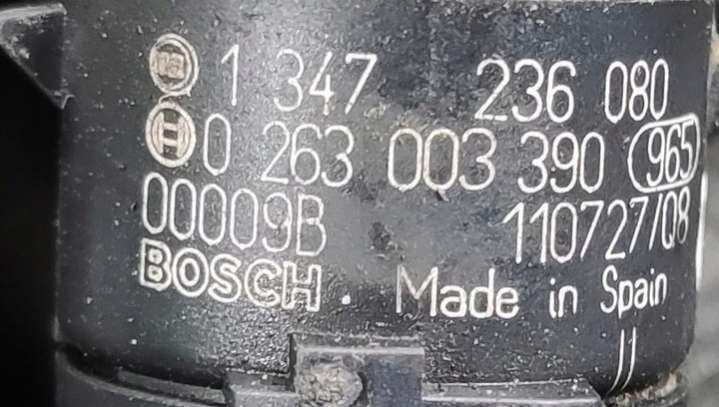 1 347 236 080
0 263 003 390 965
00009B 110727/08
BOSCH. Made in Spain